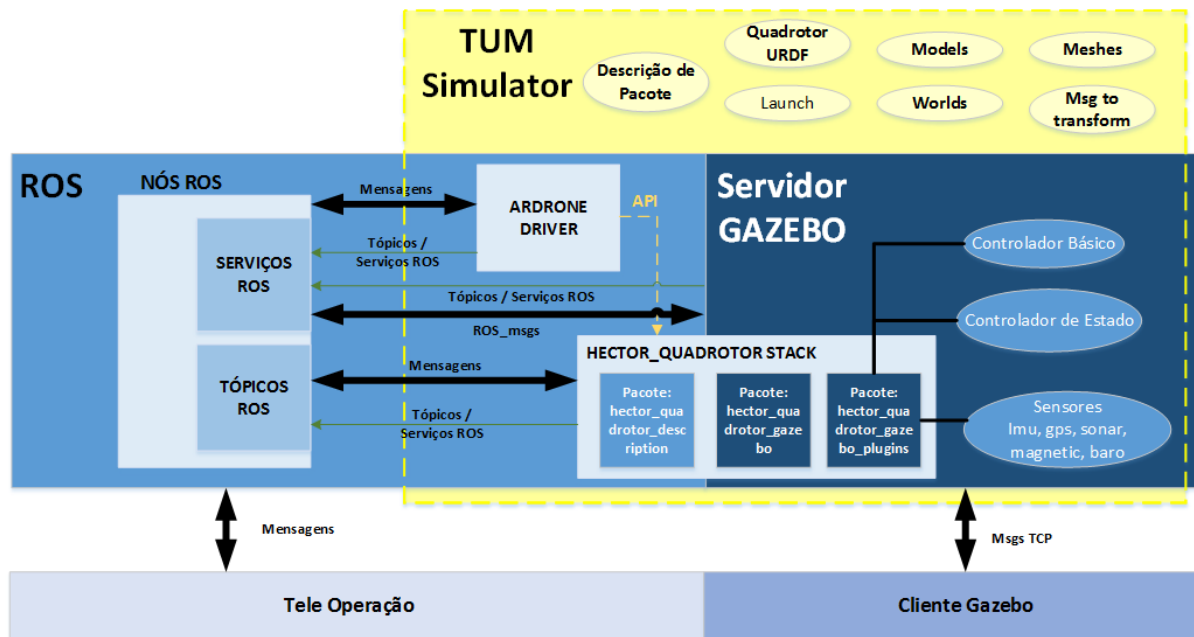 TUM
Simulator
Descrição de
Pacote
Quadrotor
URDF
Models
Meshes
Launch
Worlds
Msg to
transform
ROS
NÓS ROS
SERVIÇOS
ROS
TÓPICOS
ROS
Mensagens
ARDRONE
DRIVER
API
Tópicos /
Serviços ROS
Tópicos / Serviços ROS
ROS_msgs
Mensagens
Tópicos /
Serviços ROS
Servidor
GAZEBO
HECTOR_QUADROTOR STACK
Pacote:
hector_qua
drotor_desc
ription
Pacote:
hector_qua
drotor_gaze
bo
Pacote:
hector_qua
drotor_gaze
bo_plugins
Controlador Básico
Controlador de Estado
Sensores
Imu, gps, sonar,
magnetic, baro
Mensagens
Msgs TCP
Tele Operação
Cliente Gazebo